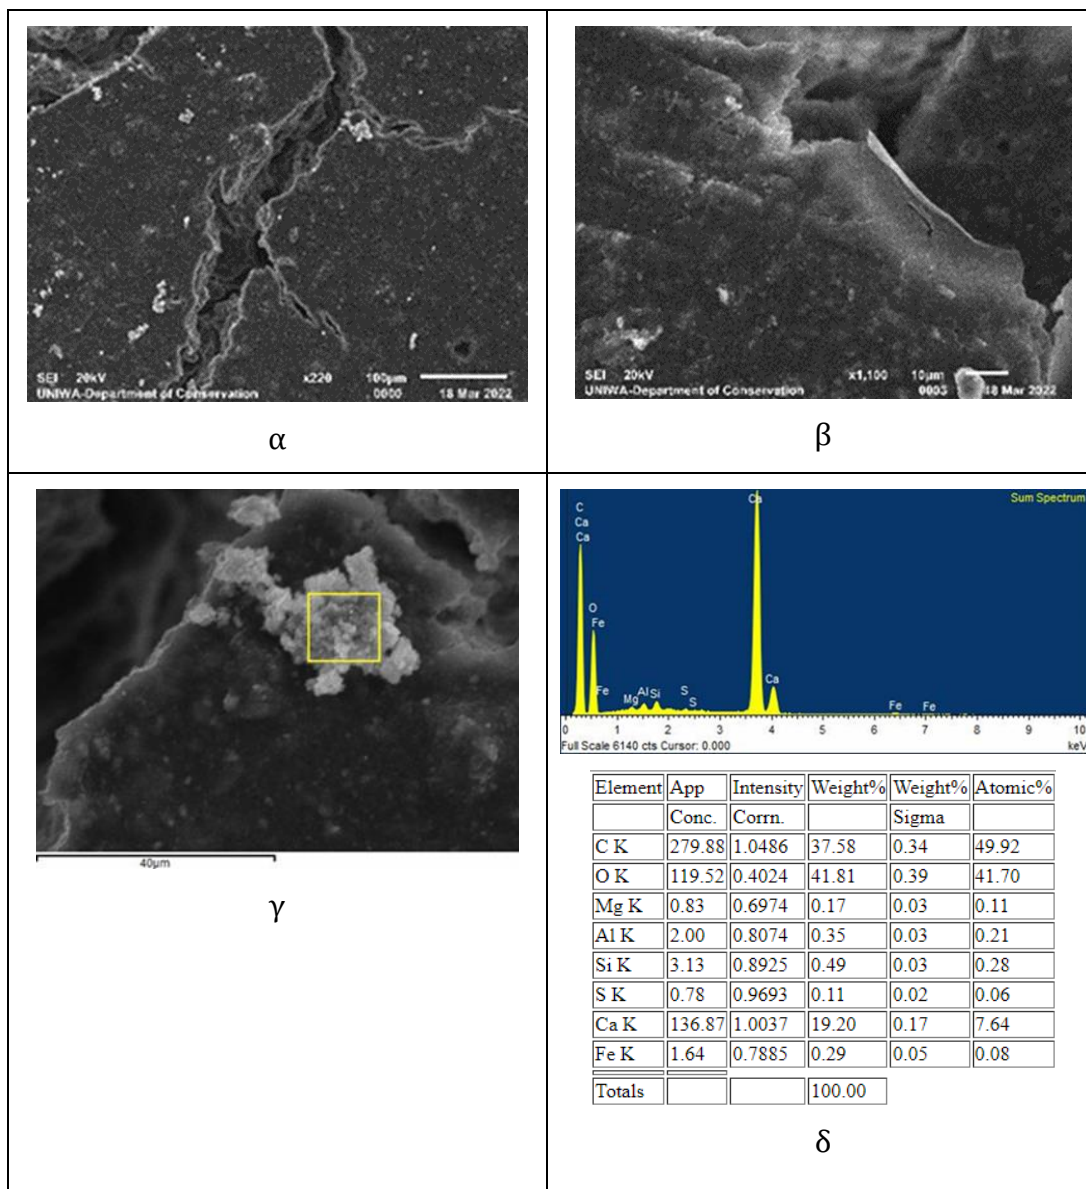 SEI 20kV x220 100μm
UNIWA-Department of Conservation 0000 18 Mar 2022
α
SEI 20kV x1,100 10μm
UNIWA-Department of Conservation 0003 18 Mar 2022
β
40μm
γ
Sum Spectrum
C
Ca
Ca
O
Fe
Fe
Mg
Al
Si
S
S
Ca
Ca
Fe
Fe
0 1 2 3 4 5 6 7 8 9 10
Full Scale 6140 cts Cursor: 0.000 keV
Element App Intensity Weight% Weight% Atomic%
Conc. Corrn. Sigma
C K 279.88 1.0486 37.58 0.34 49.92
O K 119.52 0.4024 41.81 0.39 41.70
Mg K 0.83 0.6974 0.17 0.03 0.11
Al K 2.00 0.8074 0.35 0.03 0.21
Si K 3.13 0.8925 0.49 0.03 0.28
S K 0.78 0.9693 0.11 0.02 0.06
Ca K 136.87 1.0037 19.20 0.17 7.64
Fe K 1.64 0.7885 0.29 0.05 0.08
Totals 100.00
δ